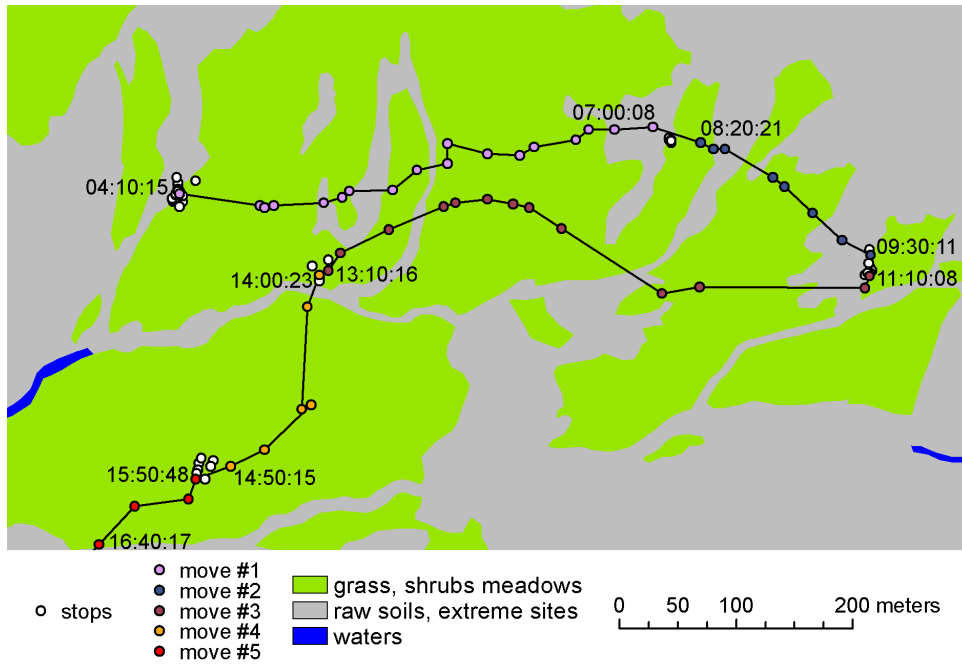 07:00:08
08:20:21
04:10:15
09:30:11
13:10:16
11:10:08
14:00:23
15:50:48
14:50:15
16:40:17
stops
move #1
move #2
move #3
move #4
move #5
grass, shrubs meadows
raw soils, extreme sites
waters
0 50 100 200 meters